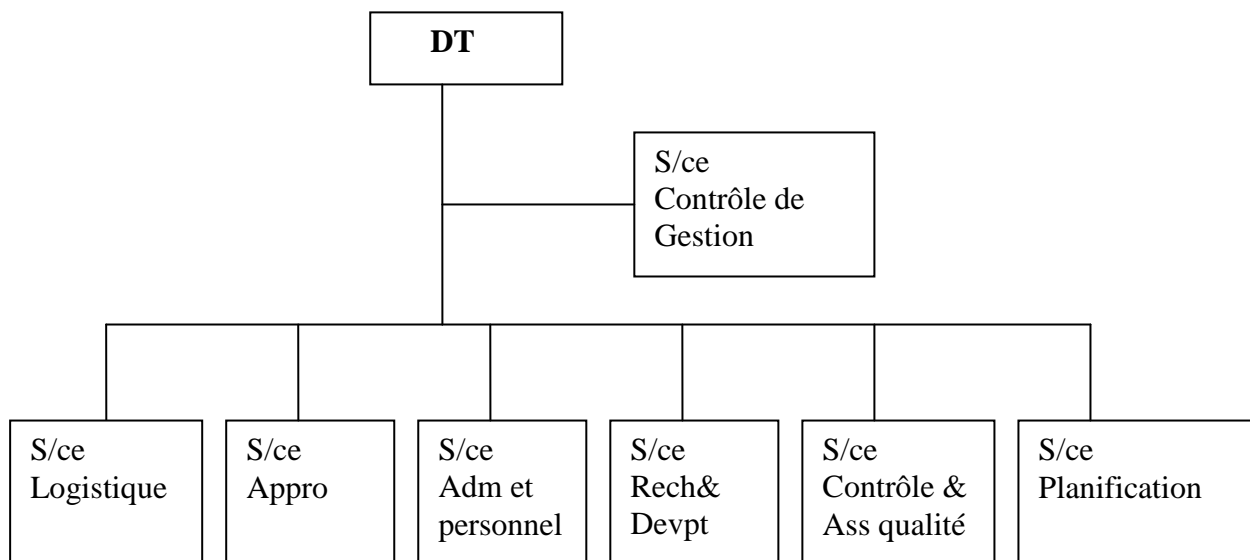 DT
S/ce
Contrôle de
Gestion
S/ce
Logistique
S/ce
Appro
S/ce
Adm et
personnel
S/ce
Rech&
Devpt
S/ce
Contrôle &
Ass qualité
S/ce
Planification